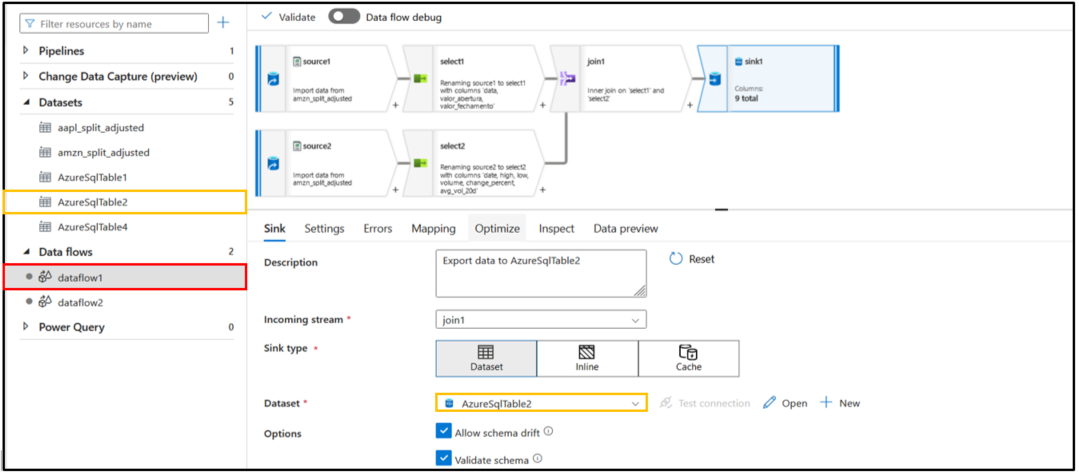 Filter resources by name
Validate
Data flow debug
Pipelines 1
Change Data Capture (preview) 0
Datasets 5
aapl_split_adjusted
amzn_split_adjusted
AzureSqlTable1
AzureSqlTable2
AzureSqlTable4
Data flows 2
dataflow1
dataflow2
Power Query 0
source1
Import data from
amzn_split_adjusted
+
select1
Renaming source1 to select1
with columns 'data,
valor_abertura,
valor_fechamento'
+
join1
Inner join on 'select1' and
'select2'
+
sink1
Columns:
9 total
source2
Import data from
amzn_split_adjusted
+
select2
Renaming source2 to select2
with columns 'date, high, low,
volume, change_percent,
avg_vol_20d'
+
Sink Settings Errors Mapping Optimize Inspect Data preview
Description
Export data to AzureSqlTable2
Reset
Incoming stream *
join1
Sink type *
Dataset Inline Cache
Dataset *
AzureSqlTable2
Test connection Open + New
Options
Allow schema drift
Validate schema